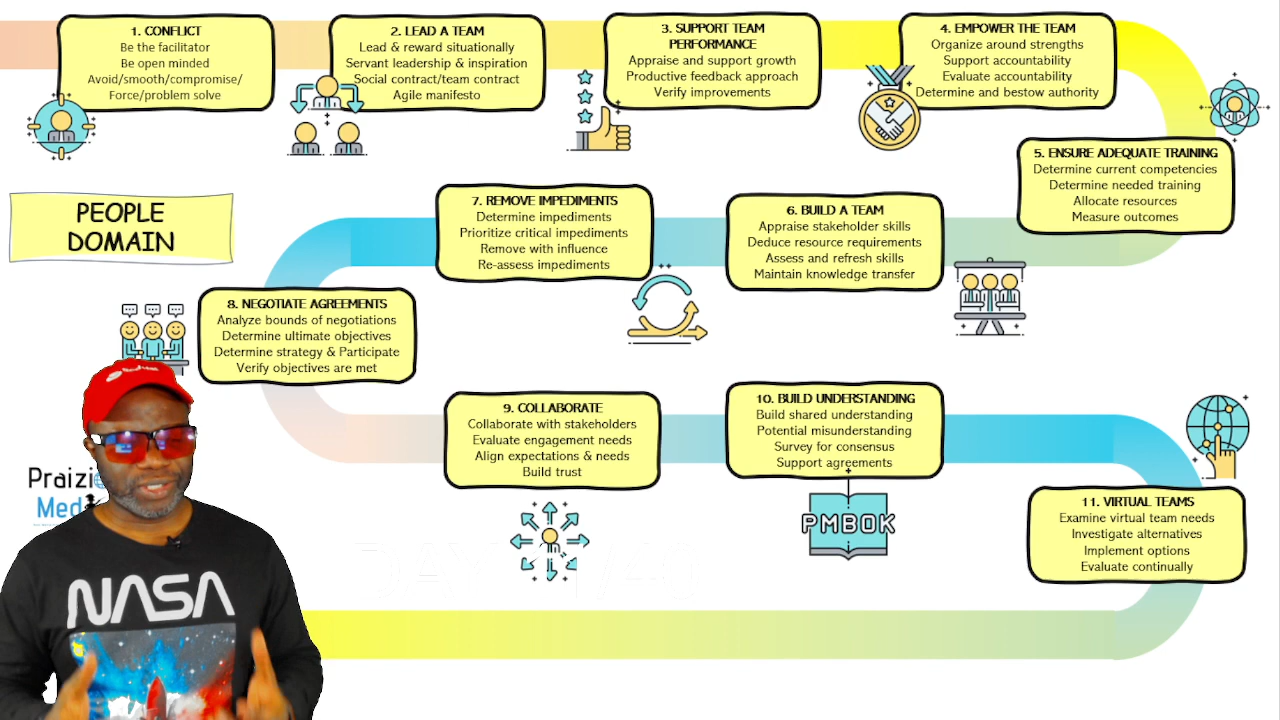 1. CONFLICT
Be the facilitator
Be open minded
Avoid/smooth/compromise/
Force/problem solve
2. LEAD A TEAM
Lead & reward situationally
Servant leadership & inspiration
Social contract/team contract
Agile manifesto
3. SUPPORT TEAM
PERFORMANCE
Appraise and support growth
Productive feedback approach
Verify improvements
4. EMPOWER THE TEAM
Organize around strengths
Support accountability
Evaluate accountability
Determine and bestow authority
5. ENSURE ADEQUATE TRAINING
Determine current competencies
Determine needed training
Allocate resources
Measure outcomes
PEOPLE
DOMAIN
7. REMOVE IMPEDIMENTS
Determine impediments
Prioritize critical impediments
Remove with influence
Re-assess impediments
6. BUILD A TEAM
Appraise stakeholder skills
Deduce resource requirements
Assess and refresh skills
Maintain knowledge transfer
8. NEGOTIATE AGREEMENTS
Analyze bounds of negotiations
Determine ultimate objectives
Determine strategy & Participate
Verify objectives are met
9. COLLABORATE
Collaborate with stakeholders
Evaluate engagement needs
Align expectations & needs
Build trust
10. BUILD UNDERSTANDING
Build shared understanding
Potential misunderstanding
Survey for consensus
Support agreements
PMBOK
11. VIRTUAL TEAMS
Examine virtual team needs
Investigate alternatives
Implement options
Evaluate continually
Praizi
Med
NASA